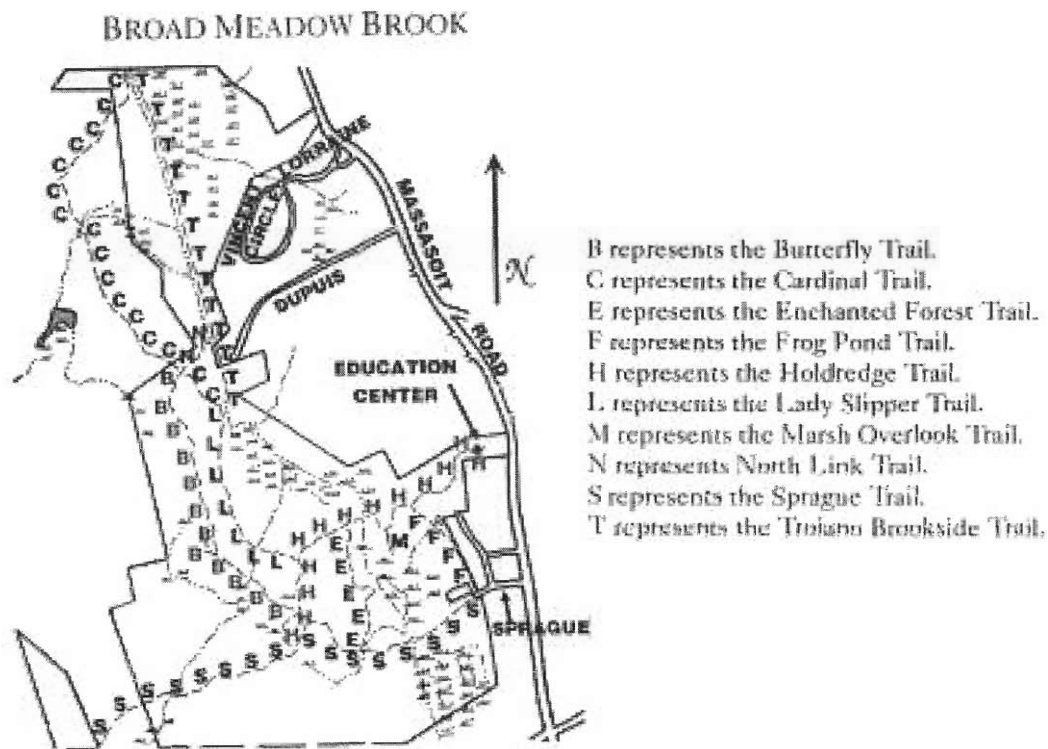 BROAD MEADOW BROOK
LORRAINE
VINCENT
CIRCLE
MASSASOIT
ROAD
DUPUIS
N
EDUCATION
CENTER
SPRAGUE
B represents the Butterfly Trail.
C represents the Cardinal Trail.
E represents the Enchanted Forest Trail.
F represents the Frog Pond Trail.
H represents the Holdredge Trail.
L represents the Lady Slipper Trail.
M represents the Marsh Overlook Trail.
N represents North Link Trail.
S represents the Sprague Trail.
T represents the Troiano Brookside Trail.